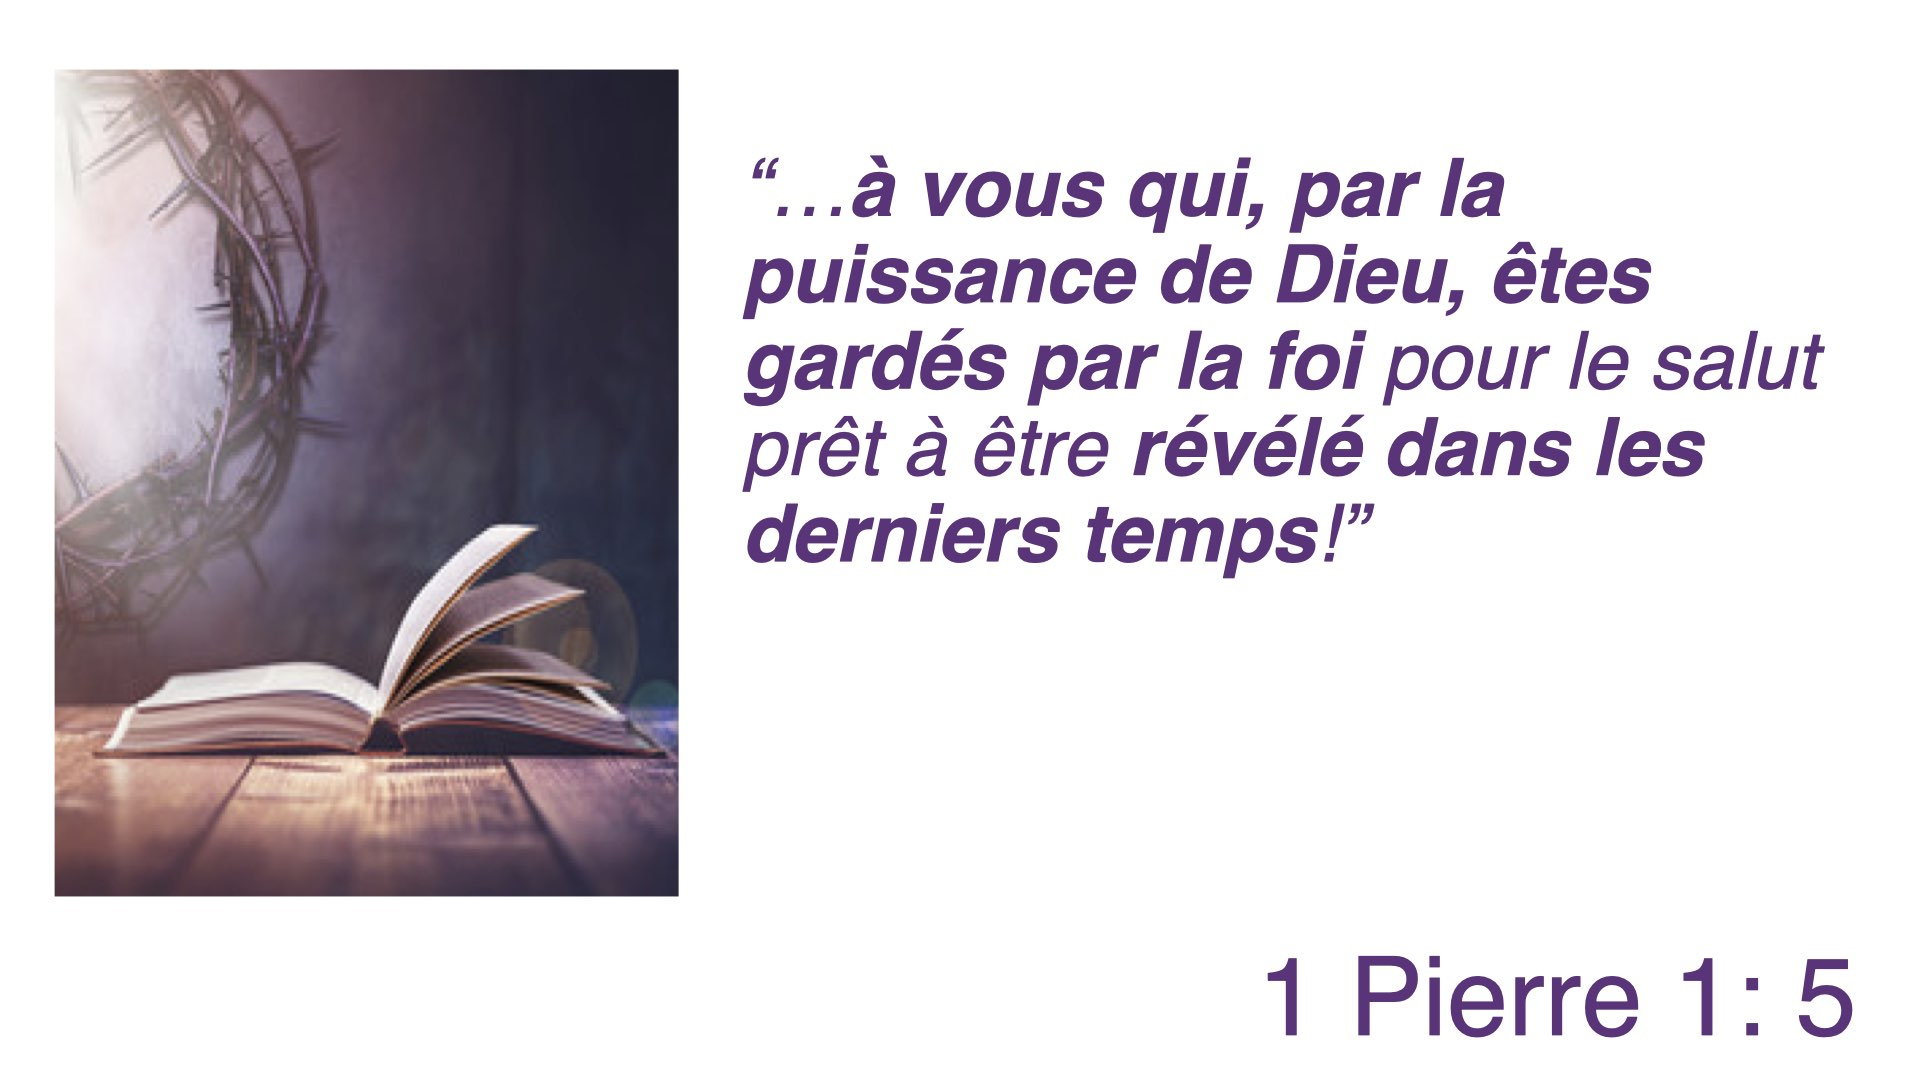 “…à vous qui, par la
puissance de Dieu, êtes
gardés par la foi pour le salut
prêt à être révélé dans les
derniers temps!”
1 Pierre 1: 5